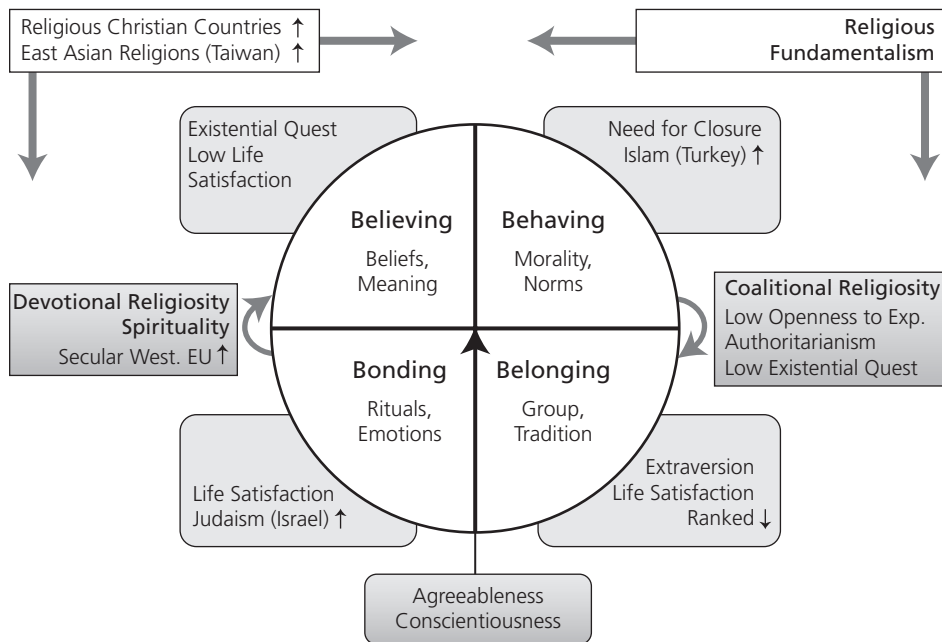 Religious Christian Countries ↑
East Asian Religions (Taiwan) ↑
Religious
Fundamentalism
Existential Quest
Low Life
Satisfaction
Need for Closure
Islam (Turkey) ↑
Believing
Beliefs,
Meaning
Behaving
Morality,
Norms
Devotional Religiosity
Spirituality
Secular West. EU ↑
Coalitional Religiosity
Low Openness to Exp.
Authoritarianism
Low Existential Quest
Bonding
Rituals,
Emotions
Belonging
Group,
Tradition
Life Satisfaction
Judaism (Israel) ↑
Extraversion
Life Satisfaction
Ranked ↓
Agreeableness
Conscientiousness